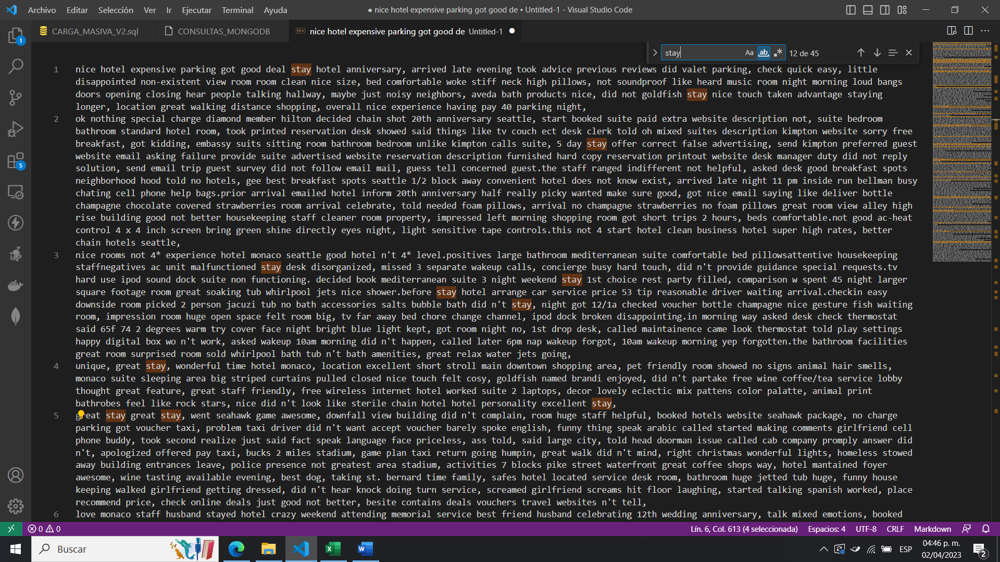 Archivo Editar Selección Ver Ir Ejecutar Terminal Ayuda
● nice hotel expensive parking got good de • Untitled-1 - Visual Studio Code
CARGA_MASIVA_V2.sql
CONSULTAS_MONGODB
nice hotel expensive parking got good de Untitled-1
stay
Aa
ab
12 de 45
1
5
1 nice hotel expensive parking got good deal stay hotel anniversary, arrived late evening took advice previous reviews did valet parking, check quick easy, little
disappointed non-existent view room room clean nice size, bed comfortable woke stiff neck high pillows, not soundproof like heard music room night morning loud bangs
doors opening closing hear people talking hallway, maybe just noisy neighbors, aveda bath products nice, did not goldfish stay nice touch taken advantage staying
longer, location great walking distance shopping, overall nice experience having pay 40 parking night,
2 ok nothing special charge diamond member hilton decided chain shot 20th anniversary seattle, start booked suite paid extra website description not, suite bedroom
bathroom standard hotel room, took printed reservation desk showed said things like tv couch ect desk clerk told oh mixed suites description kimpton website sorry free
breakfast, got kidding, embassy suits sitting room bathroom bedroom unlike kimpton calls suite, 5 day stay offer correct false advertising, send kimpton preferred guest
website email asking failure provide suite advertised website reservation description furnished hard copy reservation printout website desk manager duty did not reply
solution, send email trip guest survey did not follow email mail, guess tell concerned guest.the staff ranged indifferent not helpful, asked desk good breakfast spots
neighborhood hood told no hotels, gee best breakfast spots seattle 1/2 block away convenient hotel does not know exist, arrived late night 11 pm inside run bellman busy
chating cell phone help bags.prior arrival emailed hotel inform 20th anniversary half really picky wanted make sure good, got nice email saying like deliver bottle
champagne chocolate covered strawberries room arrival celebrate, told needed foam pillows, arrival no champagne strawberries no foam pillows great room view alley high
rise building good not better housekeeping staff cleaner room property, impressed left morning shopping room got short trips 2 hours, beds comfortable.not good ac-heat
control 4 x 4 inch screen bring green shine directly eyes night, light sensitive tape controls.this not 4 start hotel clean business hotel super high rates, better
chain hotels seattle,
3 nice rooms not 4* experience hotel monaco seattle good hotel n't 4* level.positives large bathroom mediterranean suite comfortable bed pillowsattentive housekeeping
staffnegatives ac unit malfunctioned stay desk disorganized, missed 3 separate wakeup calls, concierge busy hard touch, did n't provide guidance special requests.tv
hard use ipod sound dock suite non functioning. decided book mediterranean suite 3 night weekend stay 1st choice rest party filled, comparison w spent 45 night larger
square footage room great soaking tub whirlpool jets nice shower.before stay hotel arrange car service price 53 tip reasonable driver waiting arrival.checkin easy
downside room picked 2 person jacuzi tub no bath accessories salts bubble bath did n't stay, night got 12/1a checked voucher bottle champagne nice gesture fish waiting
room, impression room huge open space felt room big, tv far away bed chore change channel, ipod dock broken disappointing.in morning way asked desk check thermostat
said 65f 74 2 degrees warm try cover face night bright blue light kept, got room night no, 1st drop desk, called maintainence came look thermostat told play settings
happy digital box wo n't work, asked wakeup 10am morning did n't happen, called later 6pm nap wakeup forgot, 10am wakeup morning yep forgotten.the bathroom facilities
great room surprised room sold whirlpool bath tub n't bath amenities, great relax water jets going,
4 unique, great stay, wonderful time hotel monaco, location excellent short stroll main downtown shopping area, pet friendly room showed no signs animal hair smells,
monaco suite sleeping area big striped curtains pulled closed nice touch felt cosy, goldfish named brandi enjoyed, did n't partake free wine coffee/tea service lobby
thought great feature, great staff friendly, free wireless internet hotel worked suite 2 laptops, decor lovely eclectic mix pattens color palatte, animal print
bathrobes feel like rock stars, nice did n't look like sterile chain hotel hotel personality excellent stay,
5 great stay great stay, went seahawk game awesome, downfall view building did n't complain, room huge staff helpful, booked hotels website seahawk package, no charge
parking got voucher taxi, problem taxi driver did n't want accept voucher barely spoke english, funny thing speak arabic called started making comments girlfriend cell
phone buddy, took second realize just said fact speak language face priceless, ass told, said large city, told head doorman issue called cab company promply answer did
n't, apologized offered pay taxi, bucks 2 miles stadium, game plan taxi return going humpin, great walk did n't mind, right christmas wonderful lights, homeless stowed
away building entrances leave, police presence not greatest area stadium, activities 7 blocks pike street waterfront great coffee shops way, hotel mantained foyer
awesome, wine tasting available evening, best dog, taking st. bernard time family, safes hotel located service desk room, bathroom huge jetted tub huge, funny house
keeping walked girlfriend getting dressed, did n't hear knock doing turn service, screamed girlfriend screams hit floor laughing, started talking spanish worked, place
recommend price, check online deals just good not better, besite contains deals vouchers travel websites n't tell,
6 love monaco staff husband stayed hotel crazy weekend attending memorial service best friend husband celebrating 12th wedding anniversary, talk mixed emotions, booked
0 0
Lín. 6, Col. 613 (4 seleccionada) Espacios: 4 UTF-8 CRLF Markdown
Buscar
ESP
04:46 p. m.
02/04/2023
2